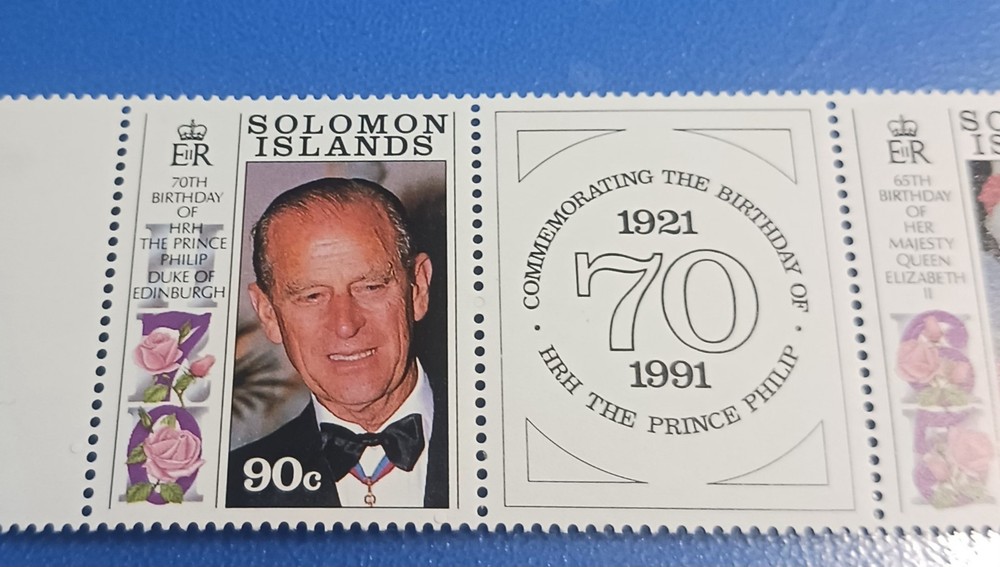 EIIR
70TH
BIRTHDAY
OF
HRH
THE PRINCE
PHILIP
DUKE OF
EDINBURGH
SOLOMON
ISLANDS
90c
COMMEMORATING THE BIRTHDAY OF
1921
70
1991
· HRH THE PRINCE PHILIP ·
EIIR
65TH
BIRTHDAY
OF
HER
MAJESTY
QUEEN
ELIZABETH
II